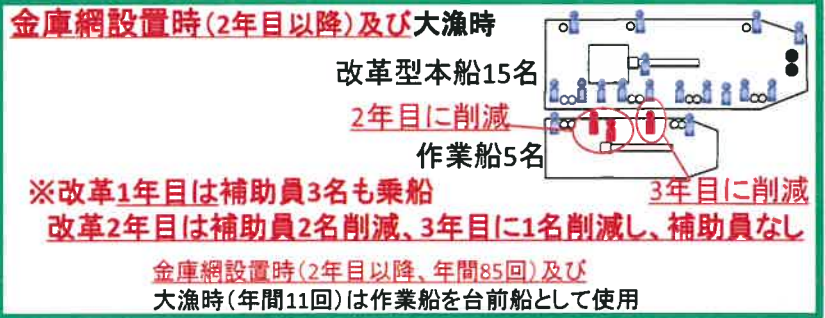 金庫網設置時(2年目以降)及び大漁時
改革型本船15名
2年目に削減
作業船5名
3年目に削減
※改革1年目は補助員3名も乗船
改革2年目は補助員2名削減、3年目に1名削減し、補助員なし
金庫網設置時(2年目以降、年間85回)及び
大漁時(年間11回)は作業船を台前船として使用